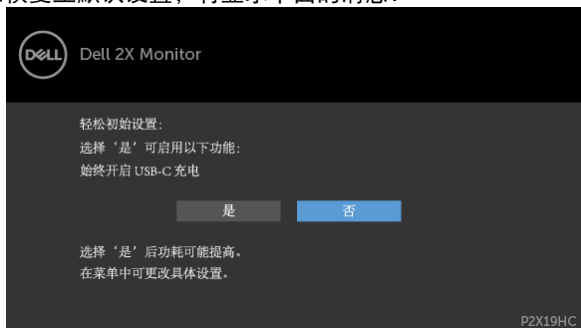 DELL
Dell 2X Monitor
轻松初始设置:
选择‘是’可启用以下功能:
始终开启 USB-C 充电
是 否
选择‘是’后功耗可能提高。
在菜单中可更改具体设置。
P2X19HC